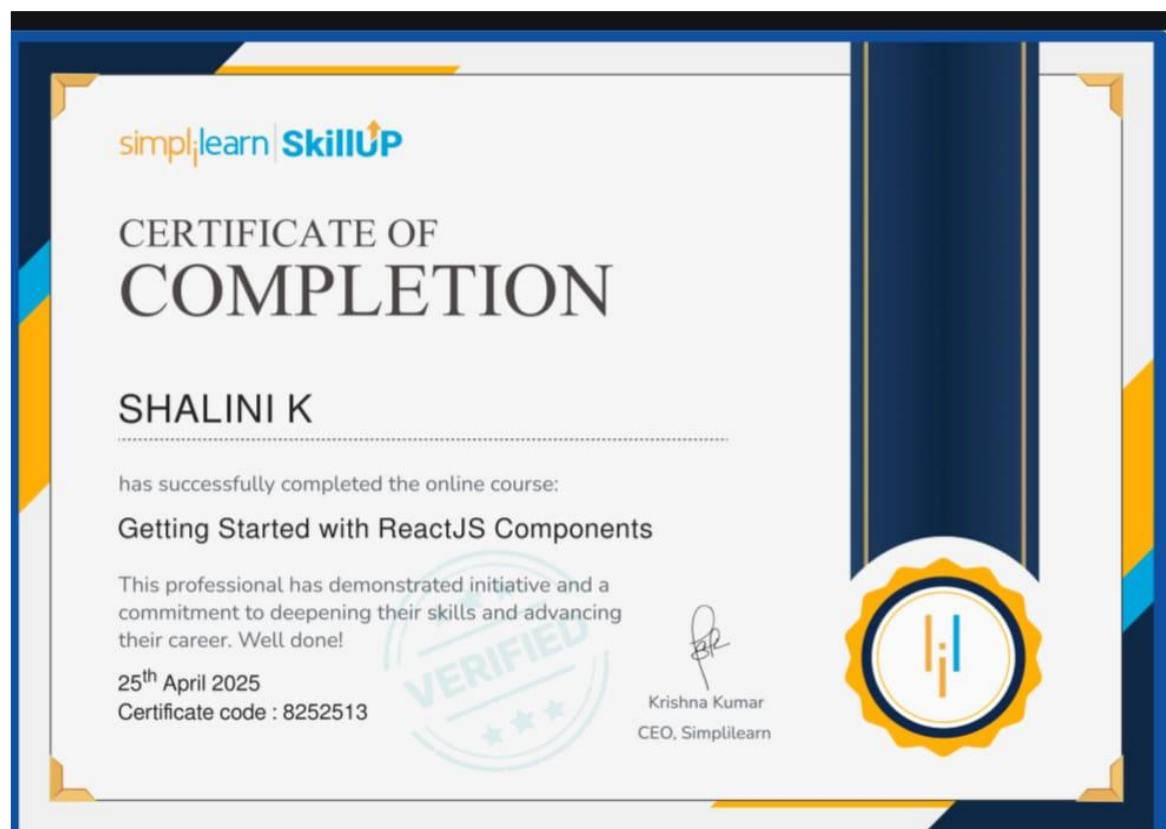 simplilearn SkillUP
CERTIFICATE OF
COMPLETION
SHALINI K
has successfully completed the online course:
Getting Started with ReactJS Components
This professional has demonstrated initiative and a
commitment to deepening their skills and advancing
their career. Well done!
25th April 2025
Certificate code : 8252513
VERIFIED
Krishna Kumar
CEO, Simplilearn